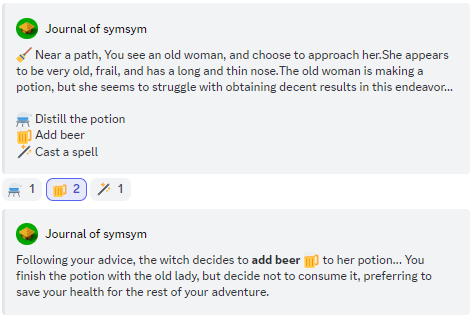 Journal of symsym
Near a path, You see an old woman, and choose to approach her.She appears
to be very old, frail, and has a long and thin nose.The old woman is making a
potion, but she seems to struggle with obtaining decent results in this endeavor...
Distill the potion
Add beer
Cast a spell
1 2 1
Journal of symsym
Following your advice, the witch decides to add beer to her potion... You
finish the potion with the old lady, but decide not to consume it, preferring to
save your health for the rest of your adventure.